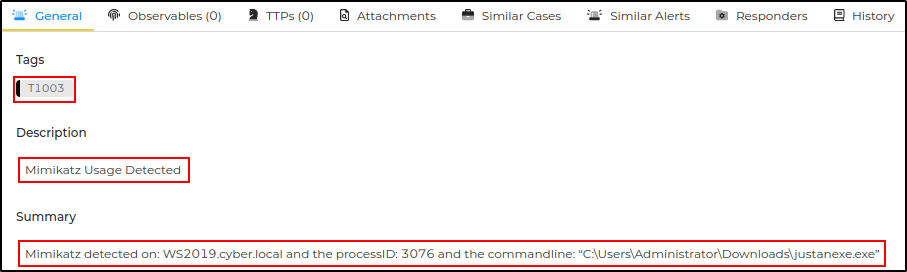 General Observables (0) TTPs (0) Attachments Similar Cases Similar Alerts Responders History
Tags
T1003
Description
Mimikatz Usage Detected
Summary
Mimikatz detected on: WS2019.cyber.local and the processID: 3076 and the commandline: “C:\Users\Administrator\Downloads\justanexe.exe”